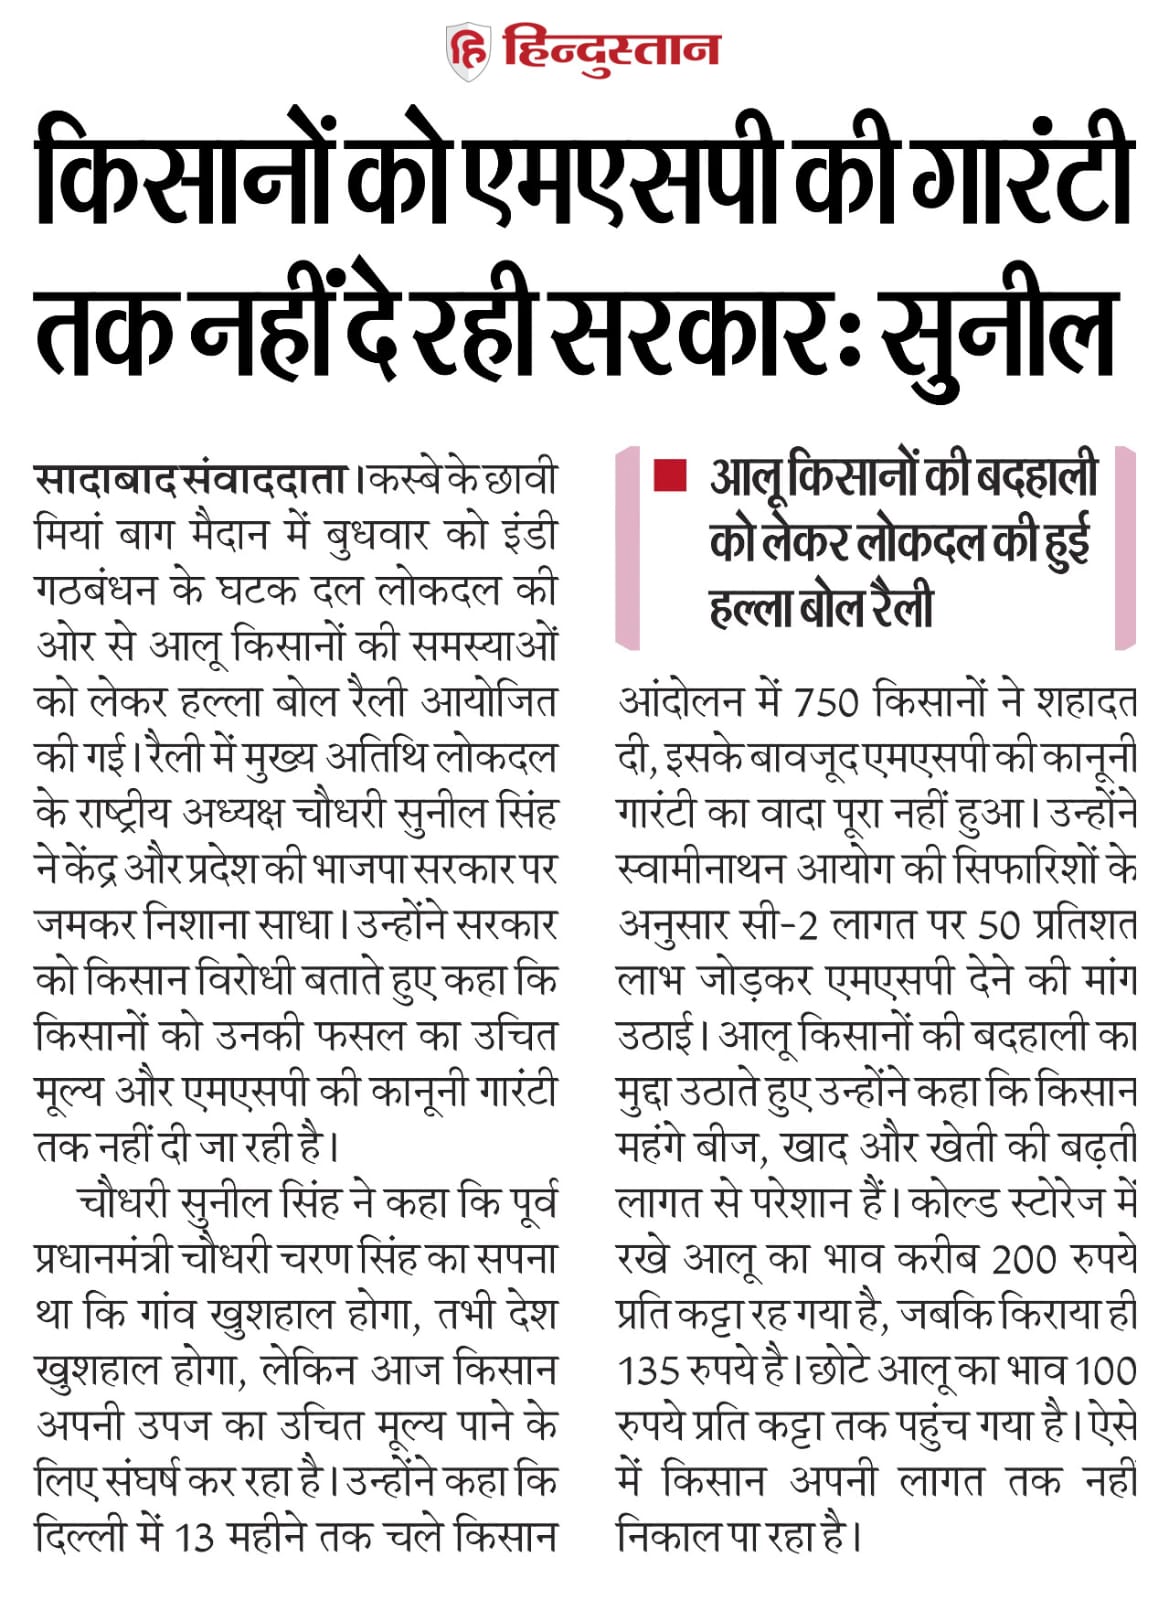 हि हिन्दुस्तान
किसानों को एमएसपी की गारंटी
तक नहीं दे रही सरकार: सुनील
सादाबाद संवाददाता। कस्बे के छावी
मियां बाग मैदान में बुधवार को इंडी
गठबंधन के घटक दल लोकदल की
ओर से आलू किसानों की समस्याओं
को लेकर हल्ला बोल रैली आयोजित
की गई। रैली में मुख्य अतिथि लोकदल
के राष्ट्रीय अध्यक्ष चौधरी सुनील सिंह
ने केंद्र और प्रदेश की भाजपा सरकार पर
जमकर निशाना साधा। उन्होंने सरकार
को किसान विरोधी बताते हुए कहा कि
किसानों को उनकी फसल का उचित
मूल्य और एमएसपी की कानूनी गारंटी
तक नहीं दी जा रही है।
चौधरी सुनील सिंह ने कहा कि पूर्व
प्रधानमंत्री चौधरी चरण सिंह का सपना
था कि गांव खुशहाल होगा, तभी देश
खुशहाल होगा, लेकिन आज किसान
अपनी उपज का उचित मूल्य पाने के
लिए संघर्ष कर रहा है। उन्होंने कहा कि
दिल्ली में 13 महीने तक चले किसान
आलू किसानों की बदहाली
को लेकर लोकदल की हुई
हल्ला बोल रैली
आंदोलन में 750 किसानों ने शहादत
दी, इसके बावजूद एमएसपी की कानूनी
गारंटी का वादा पूरा नहीं हुआ। उन्होंने
स्वामीनाथन आयोग की सिफारिशों के
अनुसार सी-2 लागत पर 50 प्रतिशत
लाभ जोड़कर एमएसपी देने की मांग
उठाई। आलू किसानों की बदहाली का
मुद्दा उठाते हुए उन्होंने कहा कि किसान
महंगे बीज, खाद और खेती की बढ़ती
लागत से परेशान हैं। कोल्ड स्टोरेज में
रखे आलू का भाव करीब 200 रुपये
प्रति कट्टा रह गया है, जबकि किराया ही
135 रुपये है। छोटे आलू का भाव 100
रुपये प्रति कट्टा तक पहुंच गया है। ऐसे
में किसान अपनी लागत तक नहीं
निकाल पा रहा है।